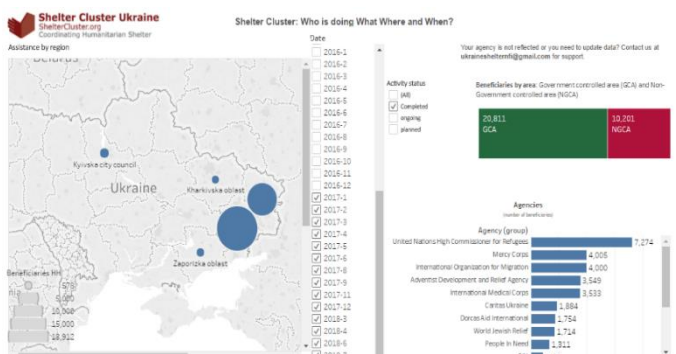 Shelter Cluster Ukraine
ShelterCluster.org
Coordinating Humanitarian Shelter
Shelter Cluster: Who is doing What Where and When?
Assistance by region
Belarus
Kyivska city council
Ukraine
Kharkivska oblast
Zaporizka oblast
Beneficiaries HH
578
5,000
10,000
15,000
18,912
Date
2016-1
2016-2
2016-3
2016-4
2016-5
2016-6
2016-7
2016-8
2016-9
2016-10
2016-11
2016-12
2017-1
2017-2
2017-3
2017-4
2017-5
2017-6
2017-8
2017-9
2017-11
2017-12
2018-3
2018-4
2018-6
Activity status
(All)
Completed
ongoing
planned
Your agency is not reflected or you need to update data? Contact us at
ukraineshelternfi@gmail.com for support.
Beneficiaries by area: Government controlled area (GCA) and Non-
Government controlled area (NGCA)
20,811
GCA
10,201
NGCA
Agencies
(number of beneficiaries)
Agency (group)
United Nations High Commissioner for Refugees 7,274
Mercy Corps 4,005
International Organization for Migration 4,000
Adventist Development and Relief Agency 3,549
International Medical Corps 3,533
Caritas Ukraine 1,884
Dorcas Aid International 1,754
World Jewish Relief 1,714
People In Need 1,311